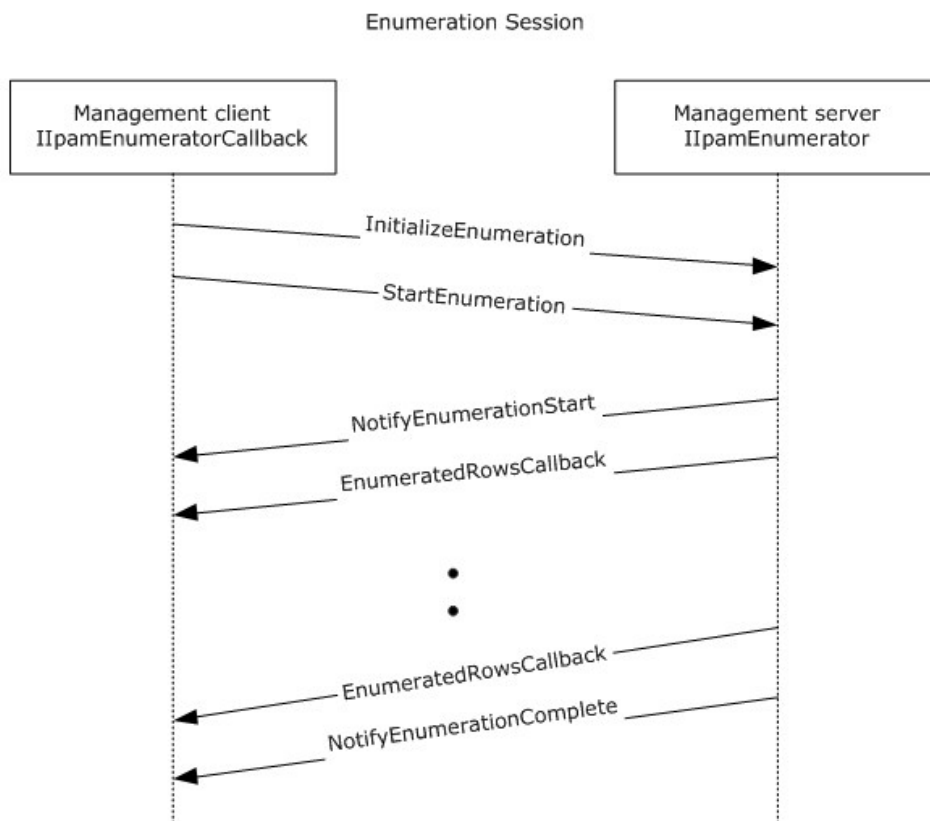 Enumeration Session
Management client
IIpamEnumeratorCallback
Management server
IIpamEnumerator
InitializeEnumeration
StartEnumeration
NotifyEnumerationStart
EnumeratedRowsCallback
EnumeratedRowsCallback
NotifyEnumerationComplete